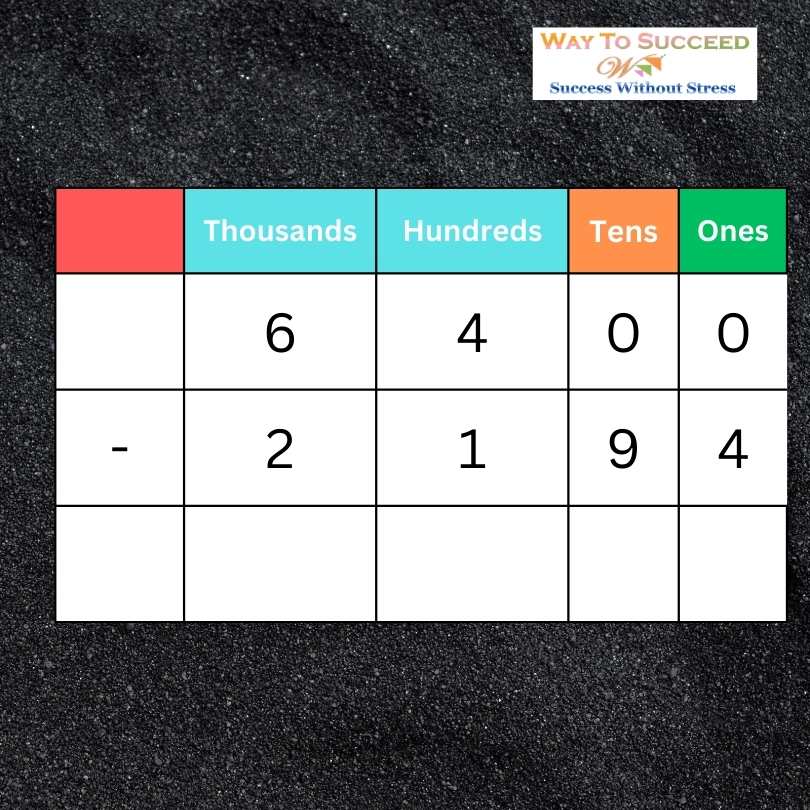 WAY TO SUCCEED
W
SUCCESS WITHOUT STRESS
Thousands Hundreds Tens Ones
6 4 0 0
- 2 1 9 4